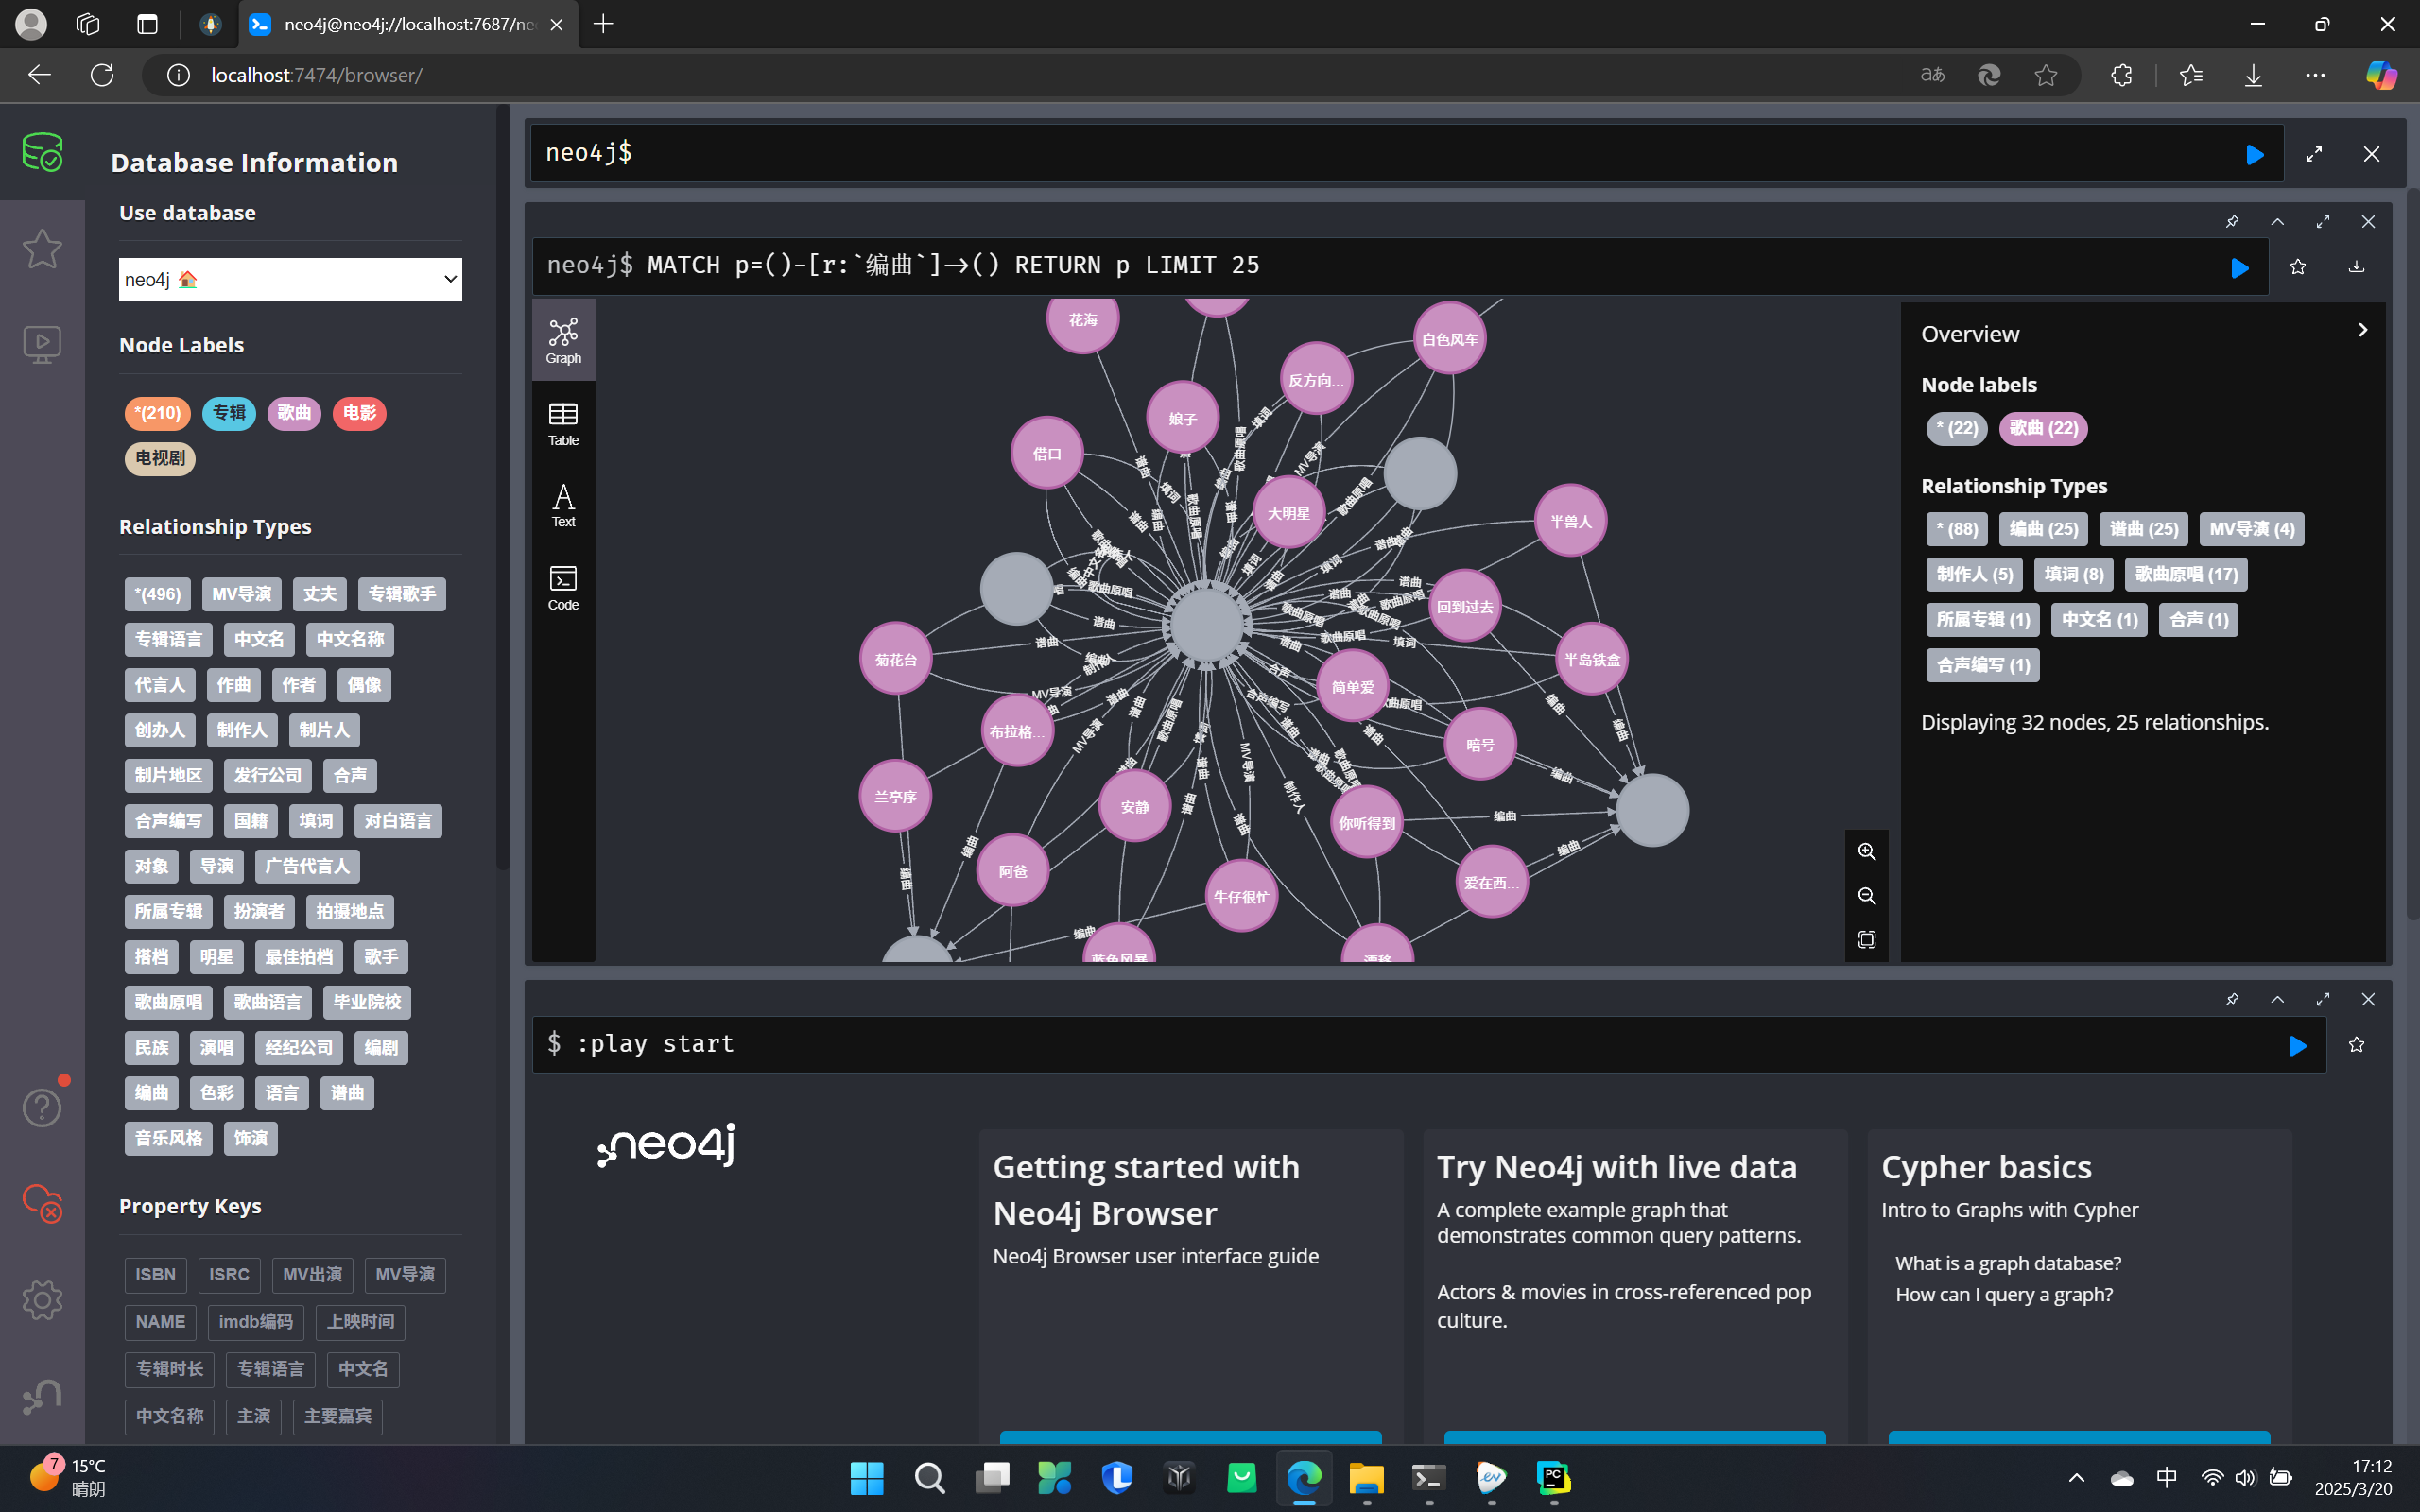 neo4j@neo4j://localhost:7687/ne
localhost:7474/browser/
Database Information
Use database
neo4j
Node Labels
*(210) 专辑 歌曲 电影
电视剧
Relationship Types
*(496) MV导演 丈夫 专辑歌手
专辑语言 中文名 中文名称
代言人 作曲 作者 偶像
创办人 制作人 制片人
制片地区 发行公司 合声
合声编写 国籍 填词 对白语言
对象 导演 广告代言人
所属专辑 扮演者 拍摄地点
搭档 明星 最佳拍档 歌手
歌曲原唱 歌曲语言 毕业院校
民族 演唱 经纪公司 编剧
编曲 色彩 语言 谱曲
音乐风格 饰演
Property Keys
ISBN ISRC MV出演 MV导演
NAME imdb编码 上映时间
专辑时长 专辑语言 中文名
中文名称 主演 主要嘉宾
neo4j$
neo4j$ MATCH p=()-[r:`编曲`]->() RETURN p LIMIT 25
Graph
Table
Text
Code
花海
白色风车
反方向...
娘子
借口
大明星
半兽人
回到过去
菊花台
半岛铁盒
简单爱
布拉格...
暗号
兰亭序
安静
你听得到
阿爸
爱在西...
牛仔很忙
蓝色风暴
漂移
填词
歌曲原唱
MV导演
谱曲
编曲
制作人
合声
合声编写
Overview
Node labels
* (22) 歌曲 (22)
Relationship Types
* (88) 编曲 (25) 谱曲 (25) MV导演 (4)
制作人 (5) 填词 (8) 歌曲原唱 (17)
所属专辑 (1) 中文名 (1) 合声 (1)
合声编写 (1)
Displaying 32 nodes, 25 relationships.
$ :play start
neo4j
Getting started with
Neo4j Browser
Neo4j Browser user interface guide
Try Neo4j with live data
A complete example graph that
demonstrates common query patterns.
Actors & movies in cross-referenced pop
culture.
Cypher basics
Intro to Graphs with Cypher
What is a graph database?
How can I query a graph?
7
15°C
晴朗
PC
中
17:12
2025/3/20